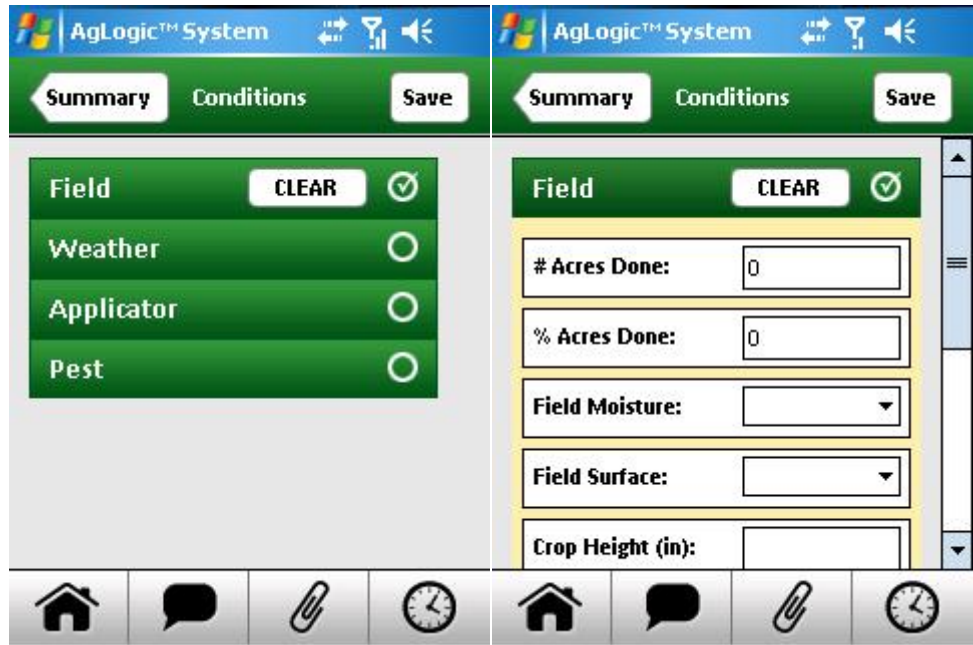 AgLogic™ System
Summary Conditions Save
Field CLEAR
Weather
Applicator
Pest
AgLogic™ System
Summary Conditions Save
Field CLEAR
# Acres Done: 0
% Acres Done: 0
Field Moisture:
Field Surface:
Crop Height (in):